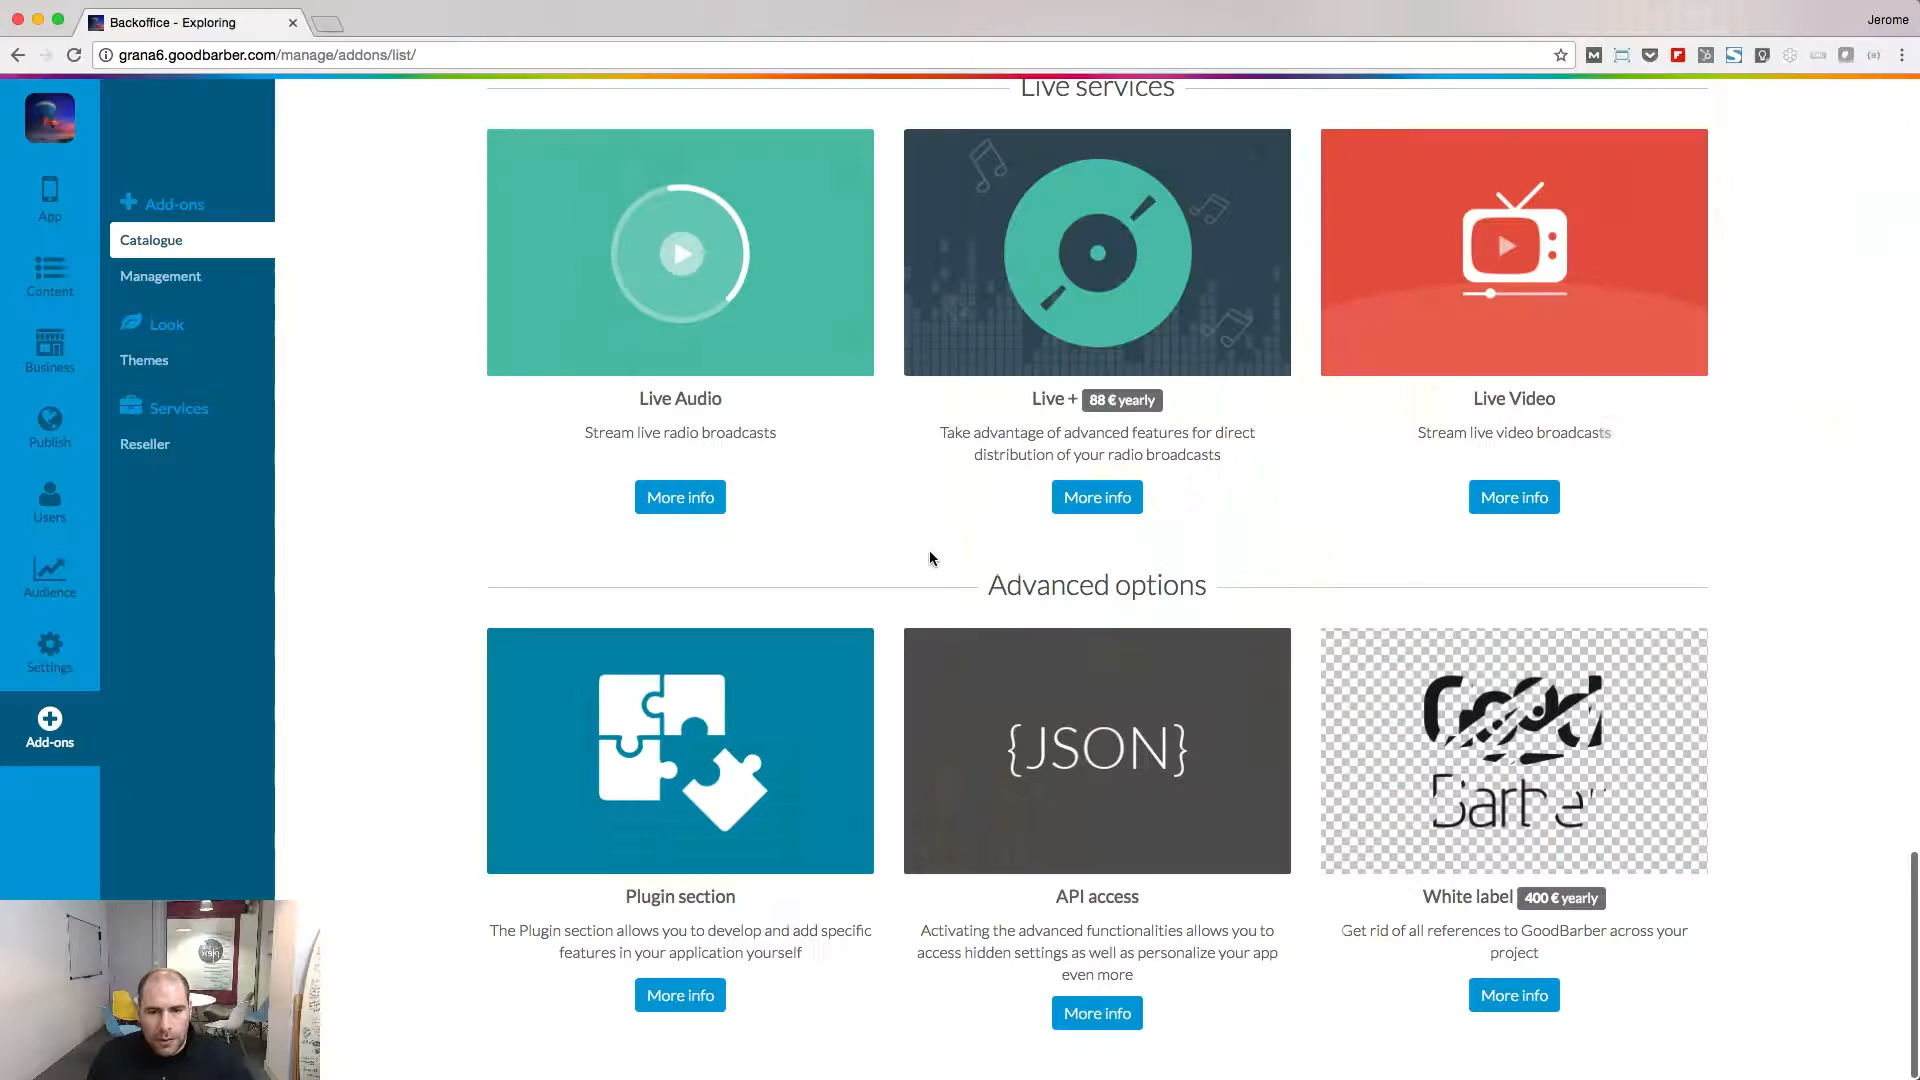 Backoffice - Exploring
Jerome
grana6.goodbarber.com/manage/addons/list/
App
Content
Business
Publish
Users
Audience
Settings
Add-ons
Add-ons
Catalogue
Management
Look
Themes
Services
Reseller
Live services
Live Audio
Stream live radio broadcasts
More info
Live + 88 € yearly
Take advantage of advanced features for direct
distribution of your radio broadcasts
More info
Live Video
Stream live video broadcasts
More info
Advanced options
Plugin section
The Plugin section allows you to develop and add specific
features in your application yourself
More info
{JSON}
API access
Activating the advanced functionalities allows you to
access hidden settings as well as personalize your app
even more
More info
Good
Barber
White label 400 € yearly
Get rid of all references to GoodBarber across your
project
More info